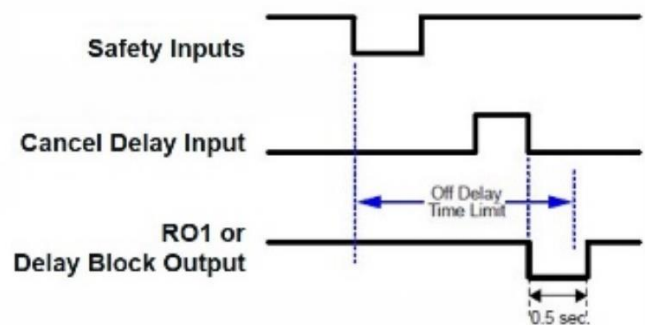 Safety Inputs
Cancel Delay Input
Off Delay
Time Limit
RO1 or
Delay Block Output
0.5 sec.